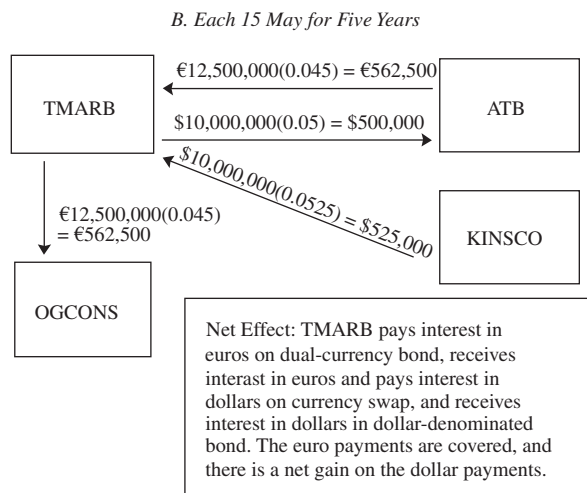 B. Each 15 May for Five Years
TMARB
€12,500,000(0.045) = €562,500
ATB
$10,000,000(0.05) = $500,000
$10,000,000(0.0525) = $525,000
€12,500,000(0.045)
= €562,500
KINSCO
OGCONS
Net Effect: TMARB pays interest in
euros on dual-currency bond, receives
interast in euros and pays interest in
dollars on currency swap, and receives
interest in dollars in dollar-denominated
bond. The euro payments are covered, and
there is a net gain on the dollar payments.